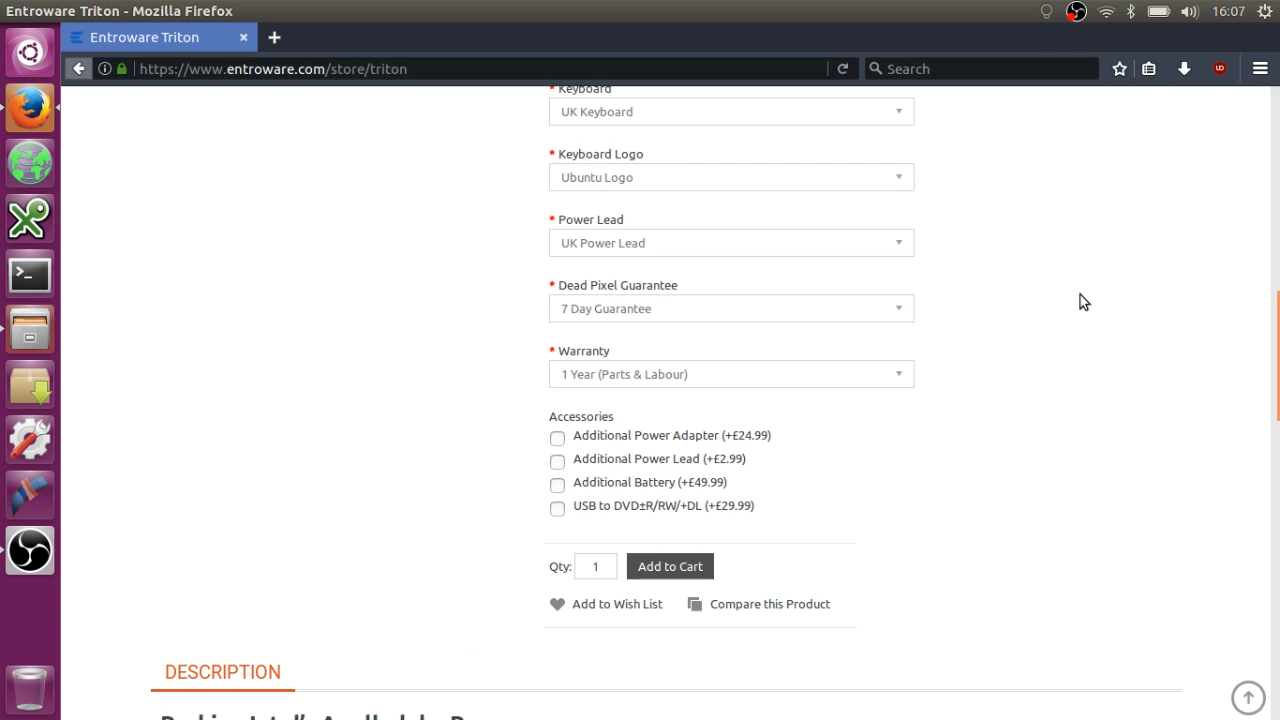 Entroware Triton - Mozilla Firefox
16:07
Entroware Triton
https://www.entroware.com/store/triton
Search
* Keyboard
UK Keyboard
* Keyboard Logo
Ubuntu Logo
* Power Lead
UK Power Lead
* Dead Pixel Guarantee
7 Day Guarantee
* Warranty
1 Year (Parts & Labour)
Accessories
Additional Power Adapter (+£24.99)
Additional Power Lead (+£2.99)
Additional Battery (+£49.99)
USB to DVD±R/RW/+DL (+£29.99)
Qty: 1 Add to Cart
Add to Wish List Compare this Product
DESCRIPTION